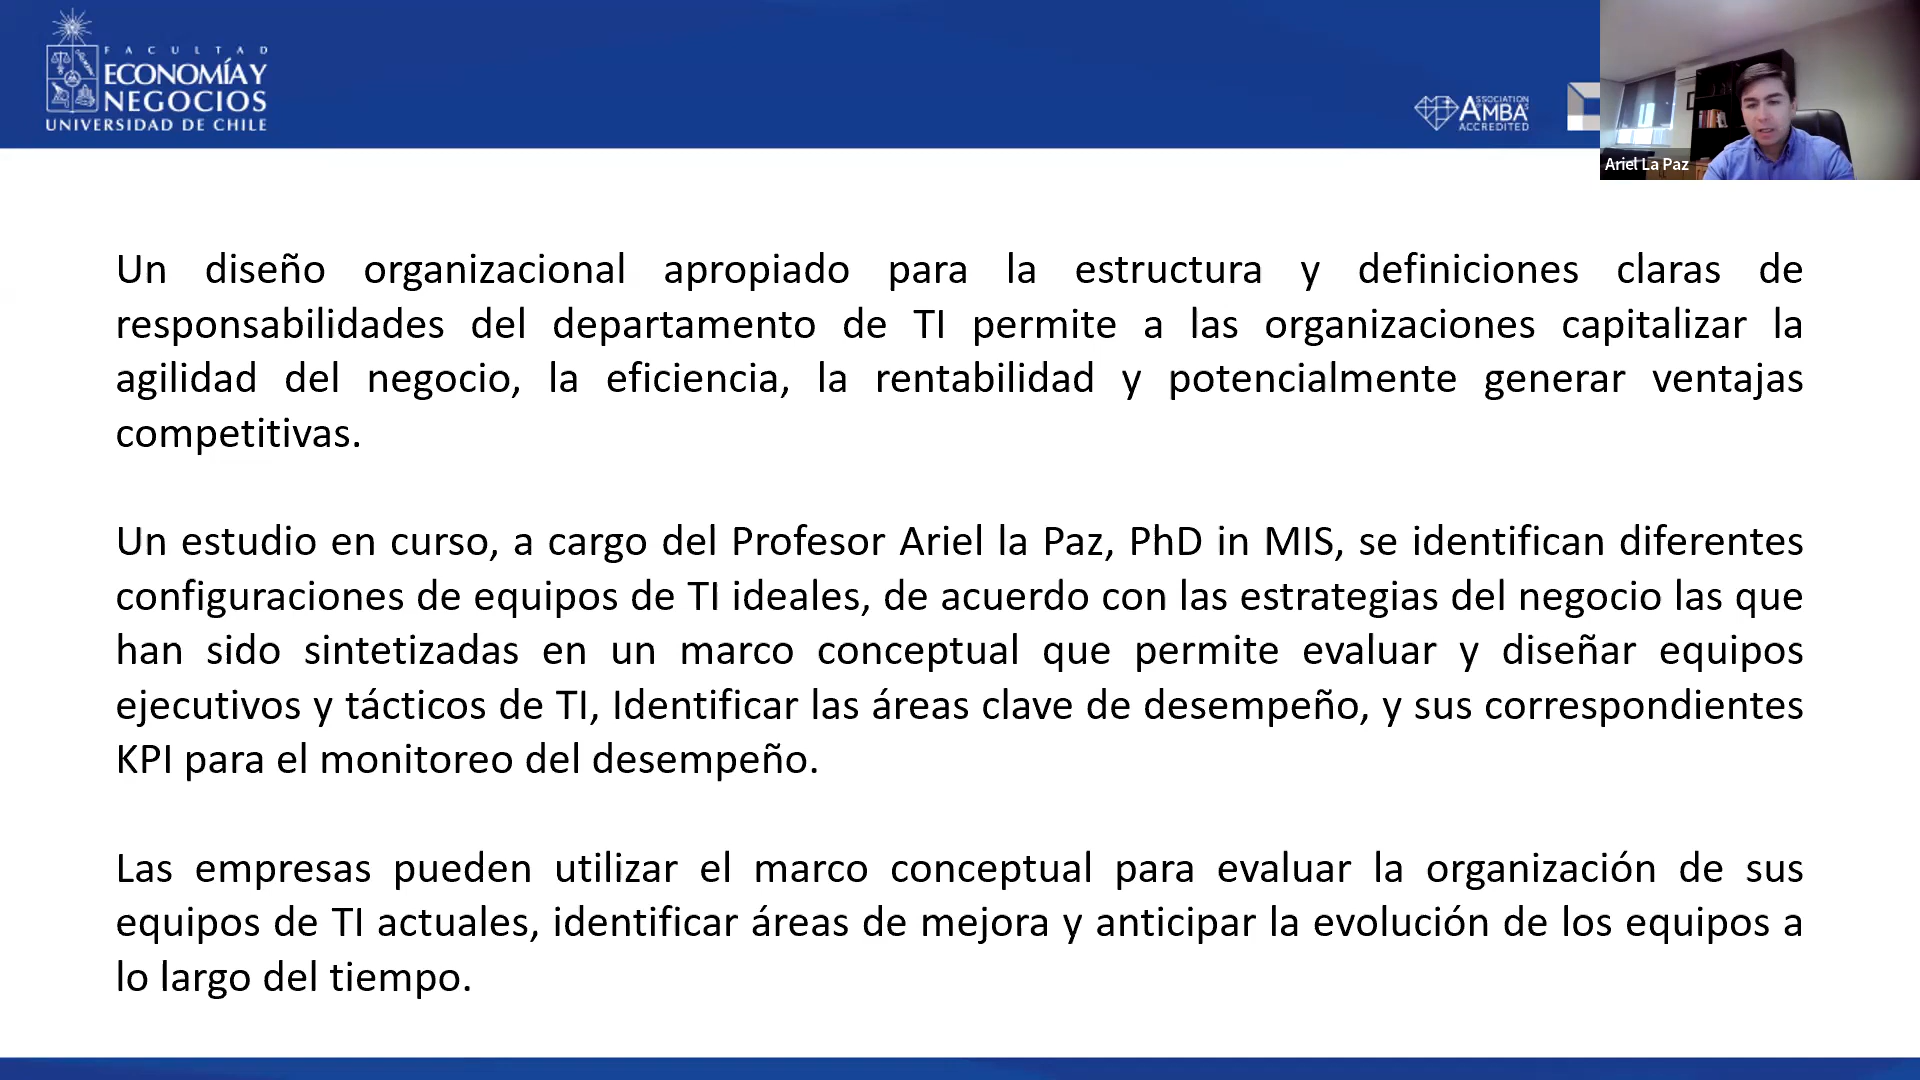 FACULTAD
ECONOMÍA Y
NEGOCIOS
UNIVERSIDAD DE CHILE
ASSOCIATION
AMBA'S
ACCREDITED
Ariel La Paz
Un diseño organizacional apropiado para la estructura y definiciones claras de
responsabilidades del departamento de TI permite a las organizaciones capitalizar la
agilidad del negocio, la eficiencia, la rentabilidad y potencialmente generar ventajas
competitivas.
Un estudio en curso, a cargo del Profesor Ariel la Paz, PhD in MIS, se identifican diferentes
configuraciones de equipos de TI ideales, de acuerdo con las estrategias del negocio las que
han sido sintetizadas en un marco conceptual que permite evaluar y diseñar equipos
ejecutivos y tácticos de TI, Identificar las áreas clave de desempeño, y sus correspondientes
KPI para el monitoreo del desempeño.
Las empresas pueden utilizar el marco conceptual para evaluar la organización de sus
equipos de TI actuales, identificar áreas de mejora y anticipar la evolución de los equipos a
lo largo del tiempo.